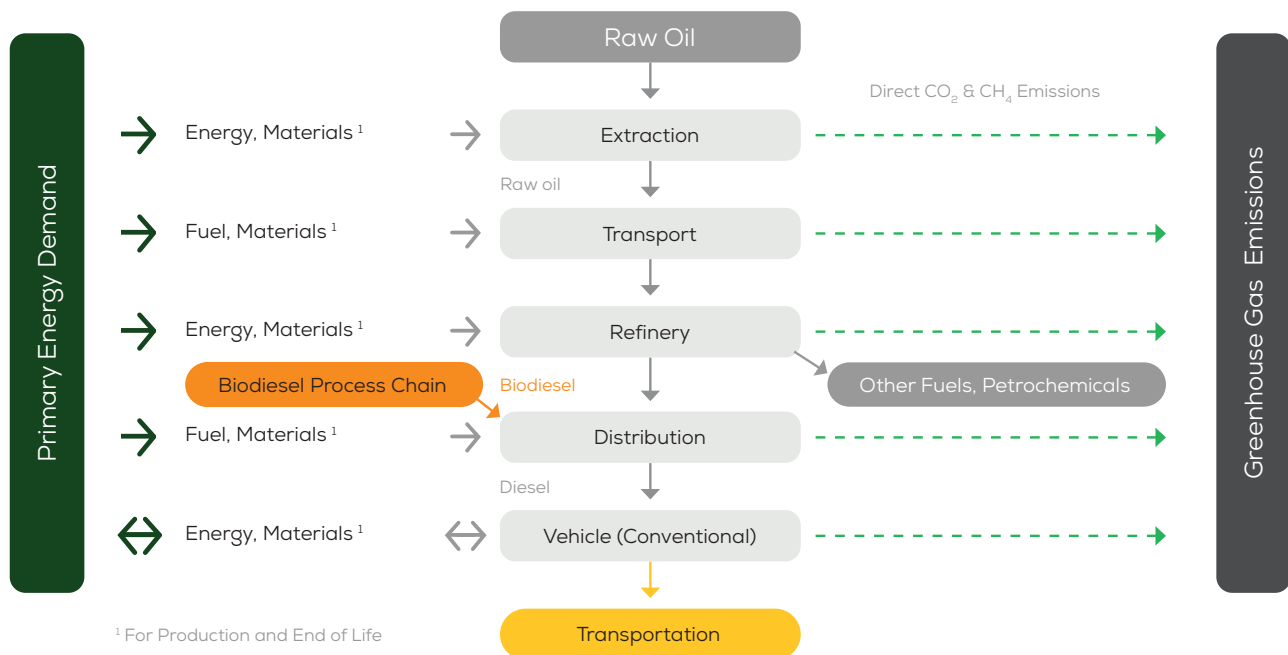 Raw Oil
Primary Energy Demand
Greenhouse Gas Emissions
Direct CO₂ & CH₄ Emissions
Energy, Materials ¹
Extraction
Raw oil
Fuel, Materials ¹
Transport
Energy, Materials ¹
Refinery
Biodiesel Process Chain
Biodiesel
Other Fuels, Petrochemicals
Fuel, Materials ¹
Distribution
Diesel
Energy, Materials ¹
Vehicle (Conventional)
¹ For Production and End of Life
Transportation